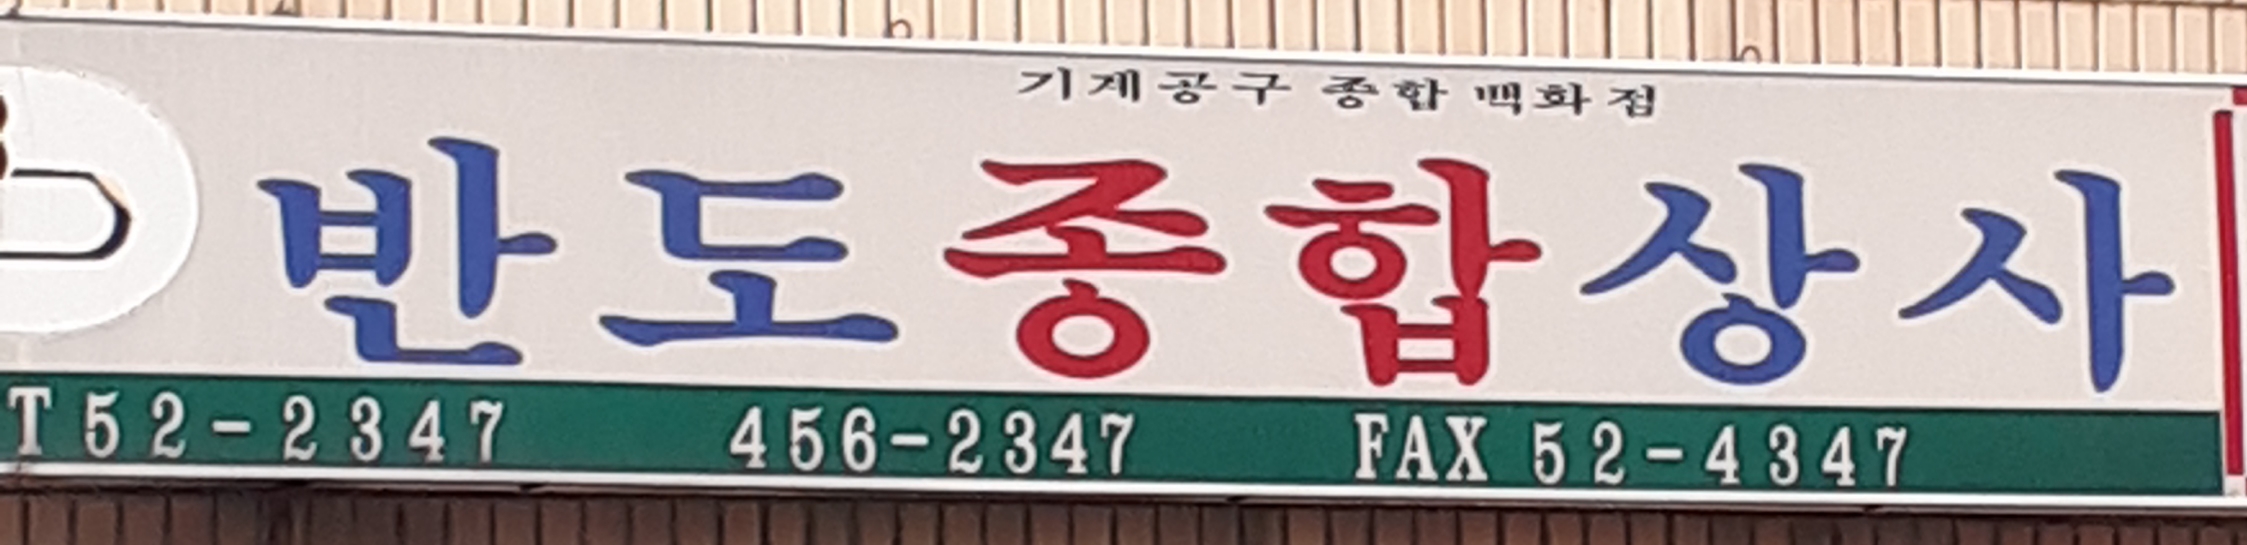 기계공구 종합 백화점
반도종합상사
T 52-2347 456-2347 FAX 52-4347